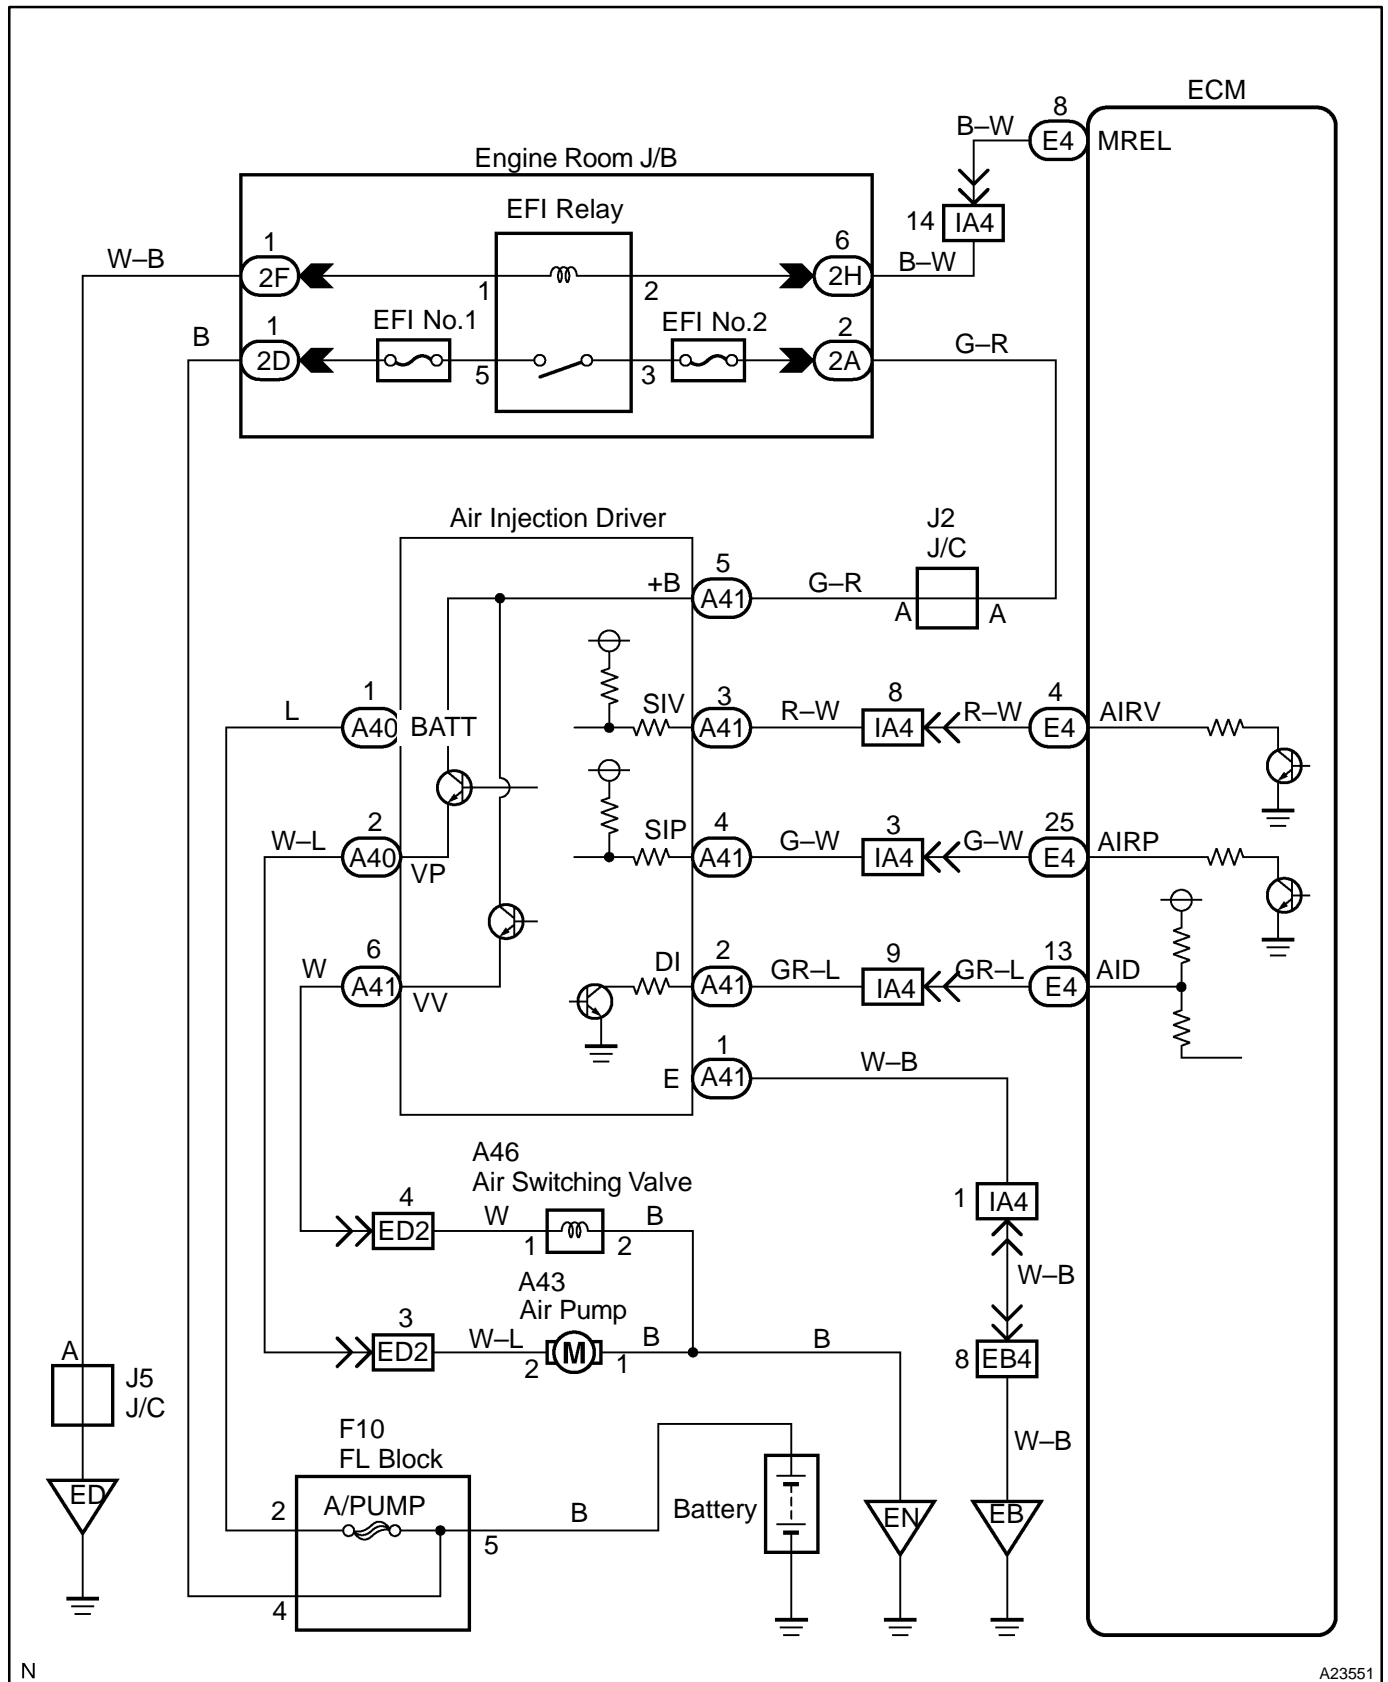 ECM
8
B–W
E4
MREL
Engine Room J/B
EFI Relay
14
IA4
W–B
1
2F
1
2
6
2H
B–W
B
1
2D
EFI No.1
5
3
EFI No.2
2
2A
G–R
Air Injection Driver
J2
J/C
+B
5
A41
G–R
A
A
L
1
A40
BATT
SIV
3
A41
R–W
8
IA4
R–W
4
E4
AIRV
W–L
2
A40
VP
SIP
4
A41
G–W
3
IA4
G–W
25
E4
AIRP
W
6
A41
VV
DI
2
A41
GR–L
9
IA4
GR–L
13
E4
AID
E
1
A41
W–B
A46
Air Switching Valve
4
ED2
W
1
2
B
1
IA4
W–B
A43
Air Pump
3
ED2
W–L
2
M
1
B
B
8
EB4
A
J5
J/C
W–B
F10
FL Block
ED
2
A/PUMP
5
B
Battery
EN
EB
4
N
A23551